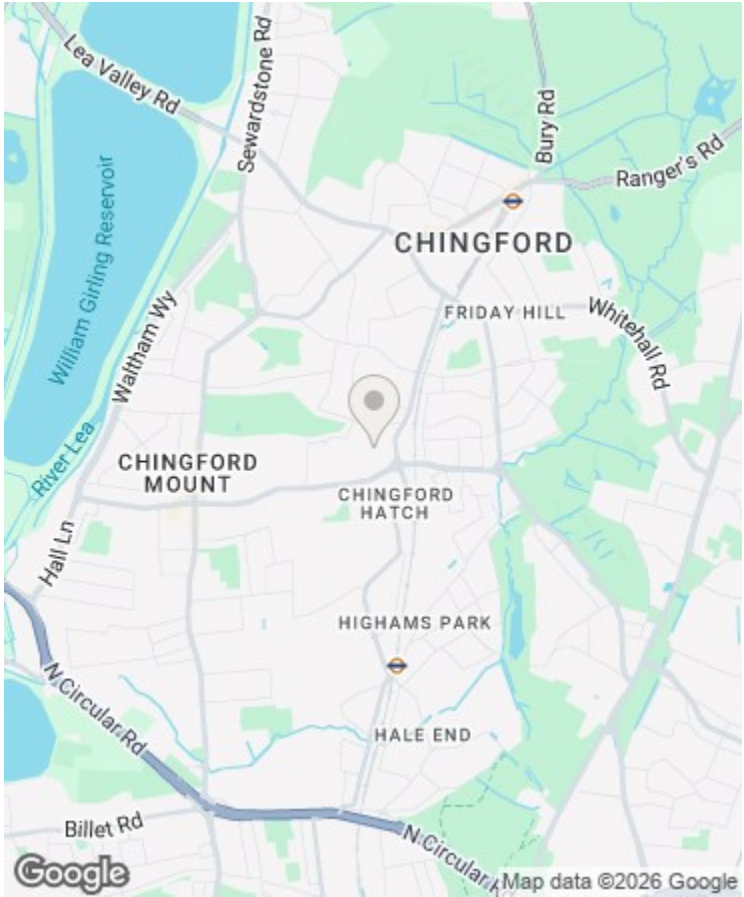 Lea Valley Rd
Sewardstone Rd
Bury Rd
Ranger's Rd
CHINGFORD
William Girling Reservoir
FRIDAY HILL
Whitehall Rd
Waltham Wy
River Lea
CHINGFORD
MOUNT
CHINGFORD
HATCH
Hall Ln
HIGHAMS PARK
N Circular Rd
HALE END
Billet Rd
N Circular
Google
Map data ©2026 Google